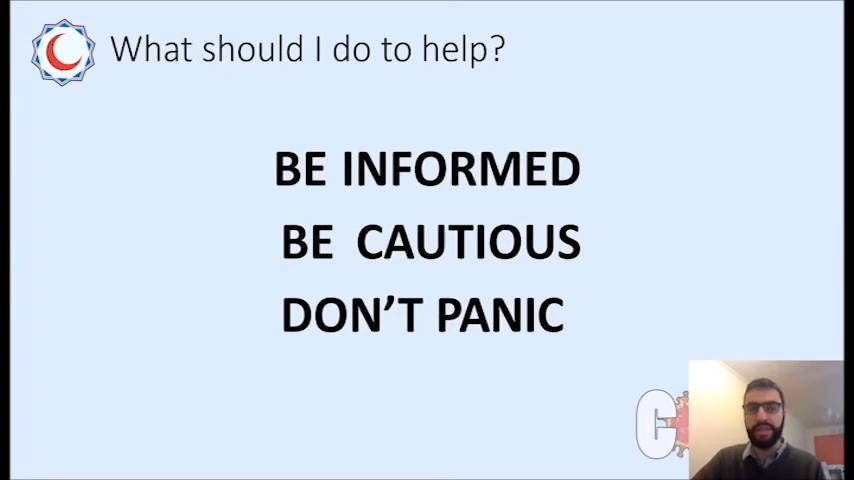 What should I do to help?
BE INFORMED
BE CAUTIOUS
DON’T PANIC
C